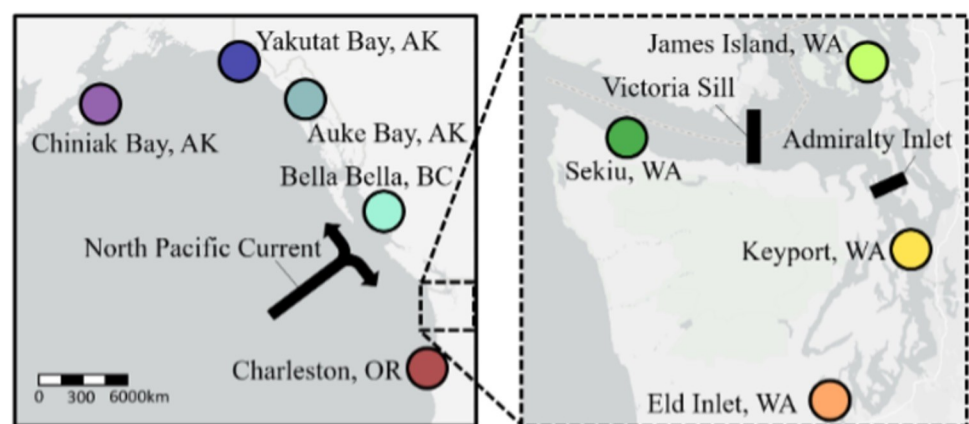 Yakutat Bay, AK
Chiniak Bay, AK
Auke Bay, AK
Bella Bella, BC
North Pacific Current
Charleston, OR
0 300 6000km
James Island, WA
Victoria Sill
Admiralty Inlet
Sekiu, WA
Keyport, WA
Eld Inlet, WA